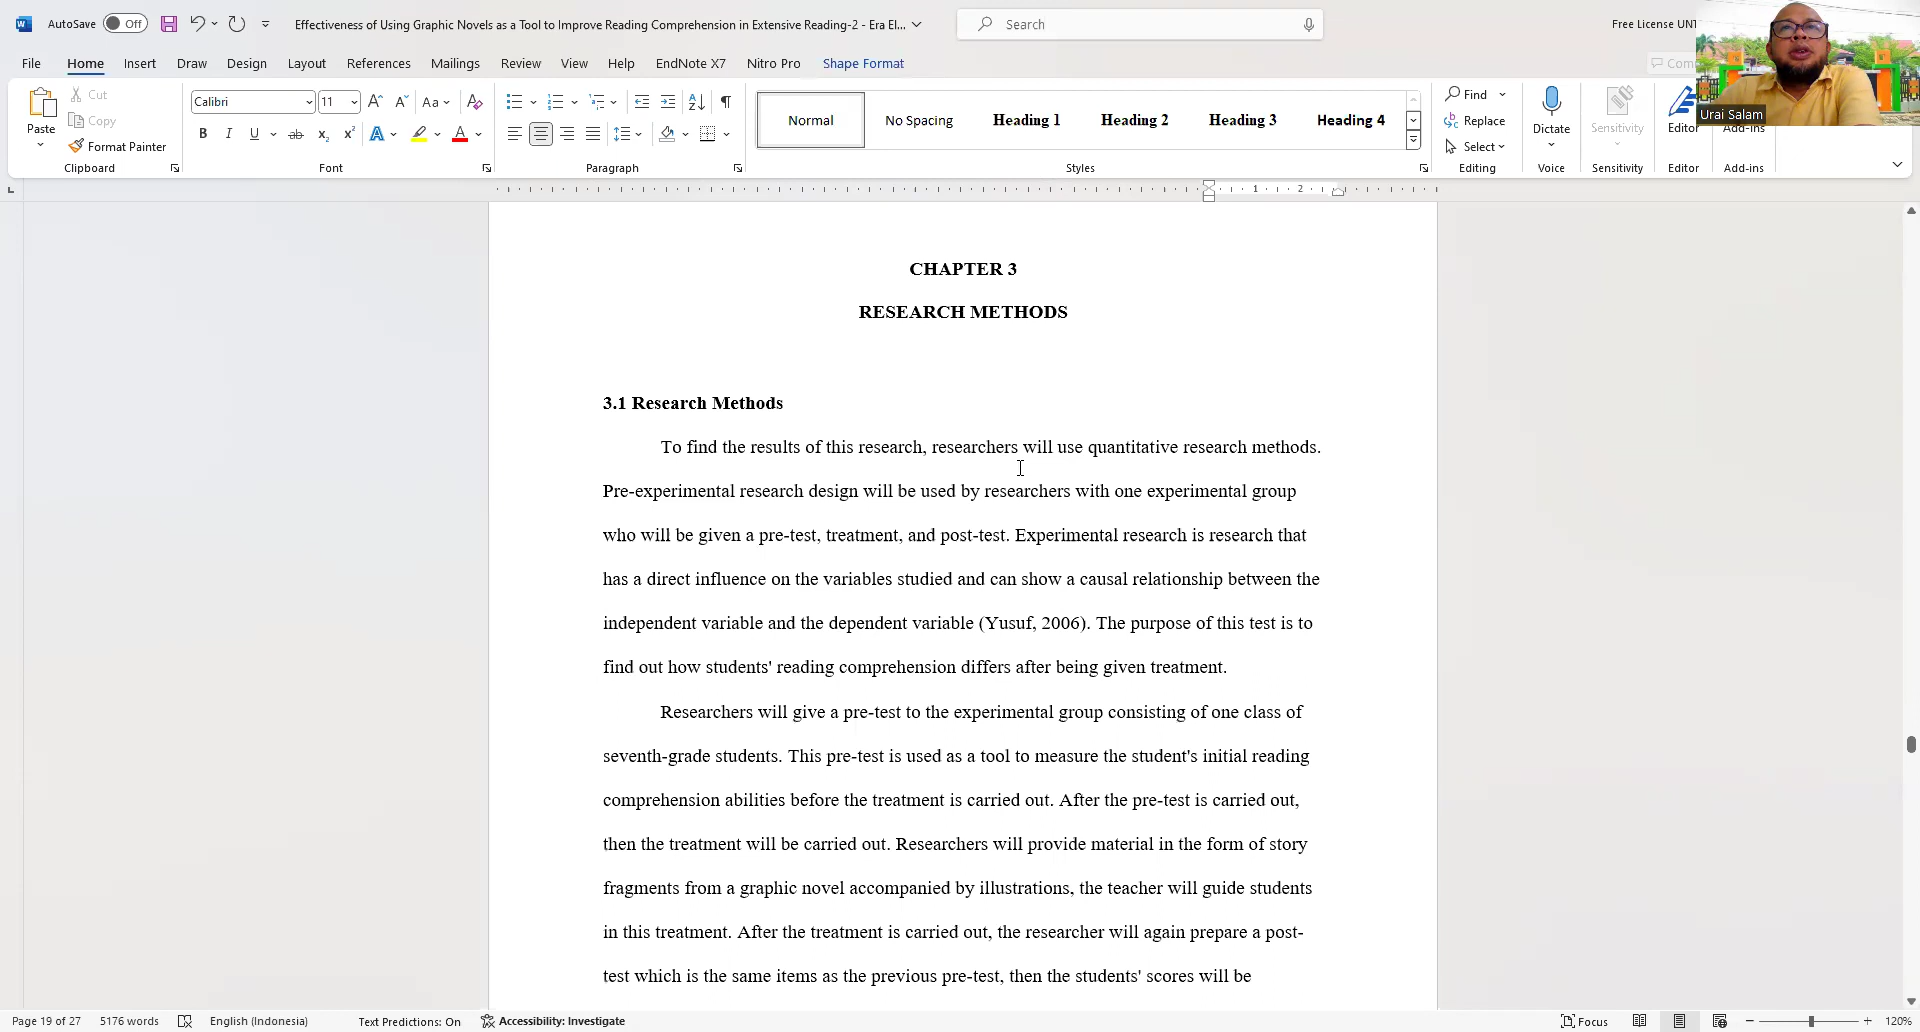 AutoSave Off Effectiveness of Using Graphic Novels as a Tool to Improve Reading Comprehension in Extensive Reading-2 - Era El... Search Free License UNT
File Home Insert Draw Design Layout References Mailings Review View Help EndNote X7 Nitro Pro Shape Format
Urai Salam
Paste
Cut
Copy
Format Painter
Clipboard
Calibri 11
Font
Paragraph
Normal No Spacing Heading 1 Heading 2 Heading 3 Heading 4
Styles
Find
Replace
Select
Editing
Dictate
Voice
Sensitivity
Sensitivity
Editor
Editor
Add-ins
Add-ins
1 2
CHAPTER 3
RESEARCH METHODS
3.1 Research Methods
To find the results of this research, researchers will use quantitative research methods.
Pre-experimental research design will be used by researchers with one experimental group
who will be given a pre-test, treatment, and post-test. Experimental research is research that
has a direct influence on the variables studied and can show a causal relationship between the
independent variable and the dependent variable (Yusuf, 2006). The purpose of this test is to
find out how students' reading comprehension differs after being given treatment.
Researchers will give a pre-test to the experimental group consisting of one class of
seventh-grade students. This pre-test is used as a tool to measure the student's initial reading
comprehension abilities before the treatment is carried out. After the pre-test is carried out,
then the treatment will be carried out. Researchers will provide material in the form of story
fragments from a graphic novel accompanied by illustrations, the teacher will guide students
in this treatment. After the treatment is carried out, the researcher will again prepare a post-
test which is the same items as the previous pre-test, then the students' scores will be
Page 19 of 27 5176 words English (Indonesia) Text Predictions: On Accessibility: Investigate Focus 120%